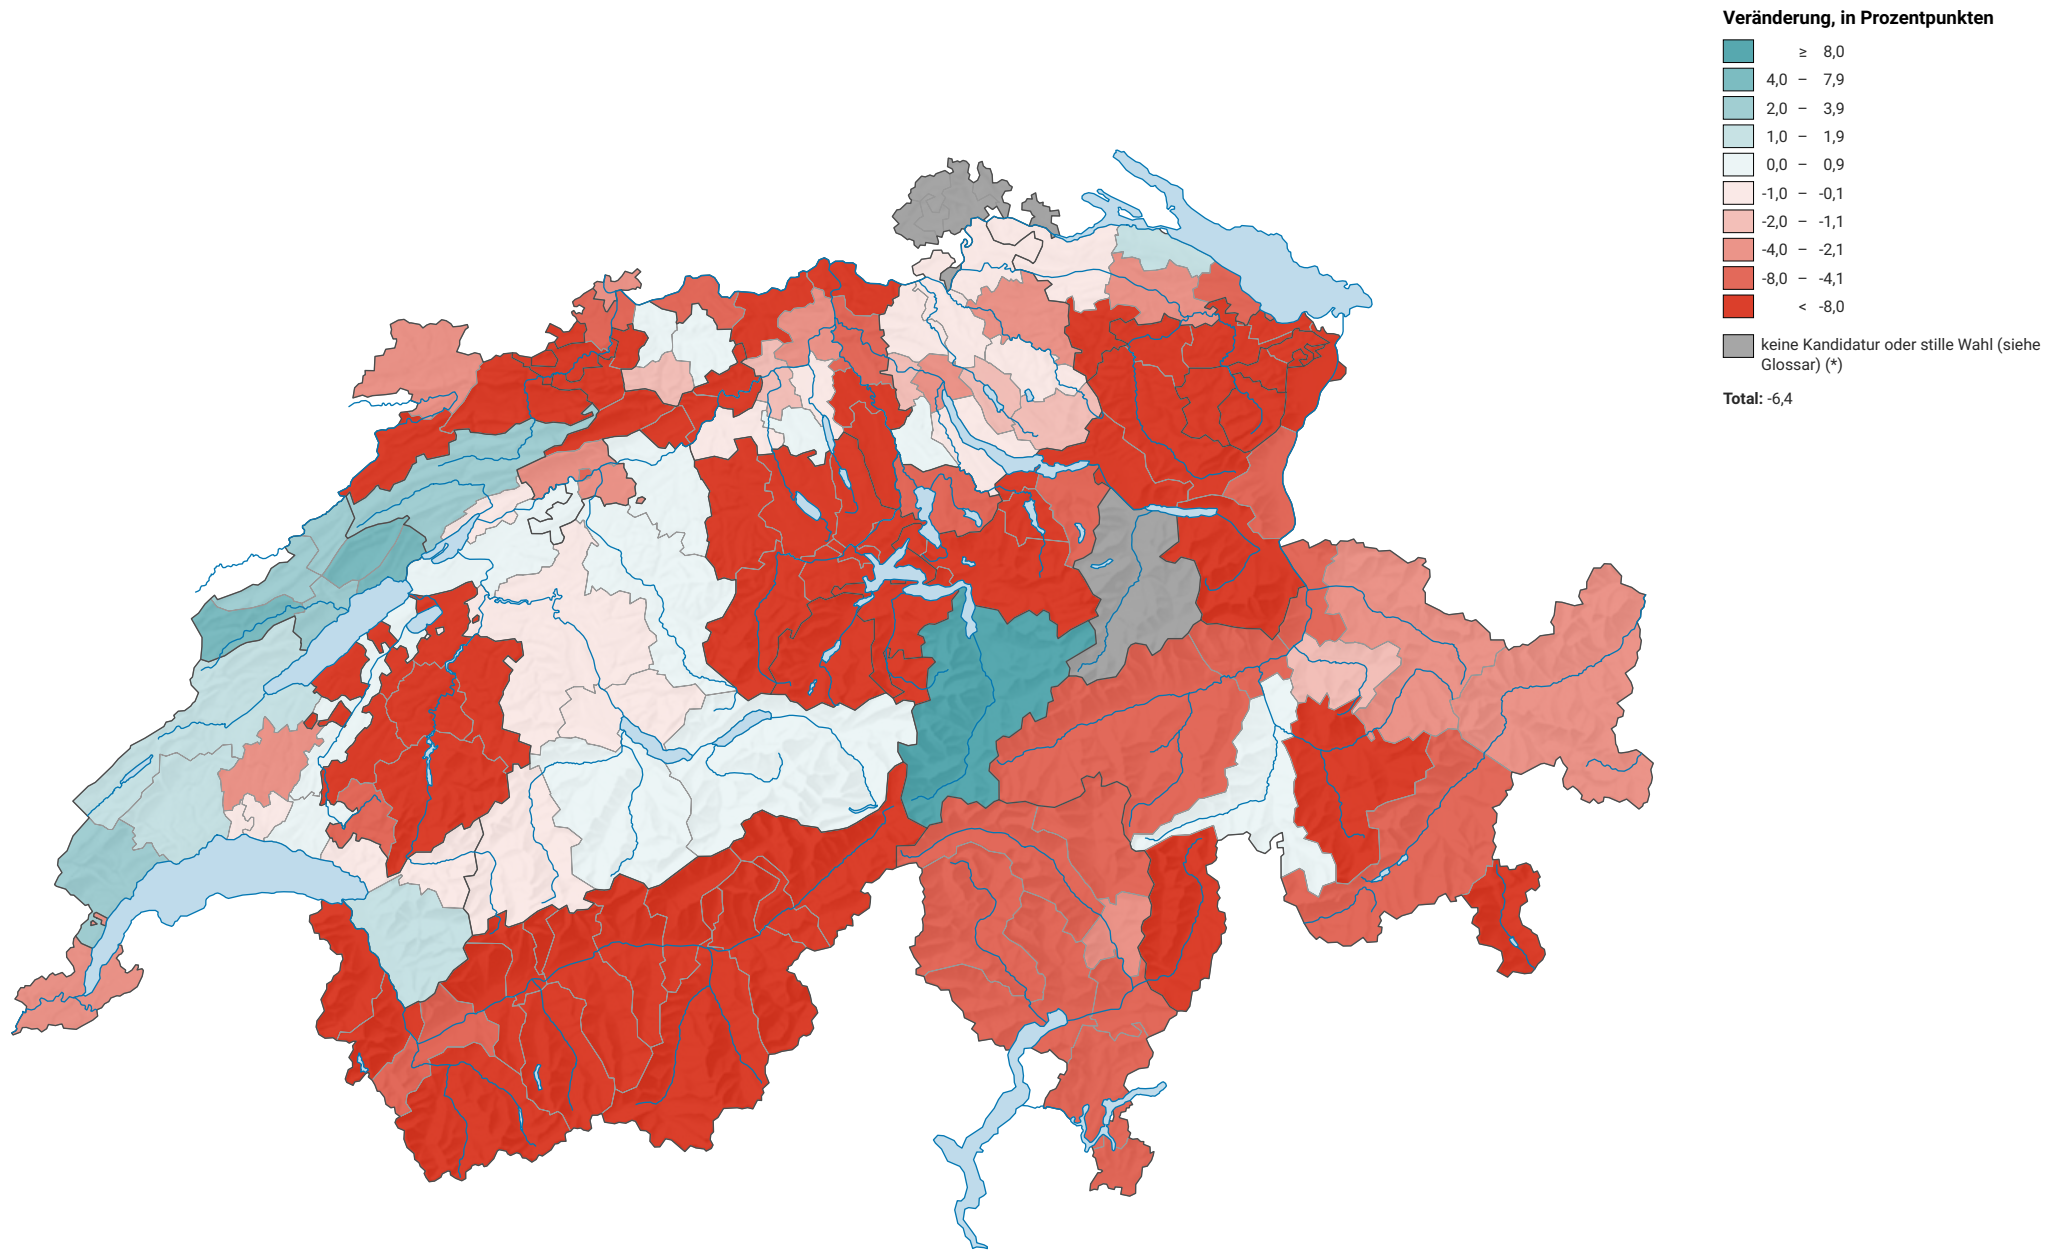 Veränderung, in Prozentpunkten
≥ 8,0
4,0 – 7,9
2,0 – 3,9
1,0 – 1,9
0,0 – 0,9
-1,0 – -0,1
-2,0 – -1,1
-4,0 – -2,1
-8,0 – -4,1
< -8,0
keine Kandidatur oder stille Wahl (siehe
Glossar) (*)
Total: -6,4